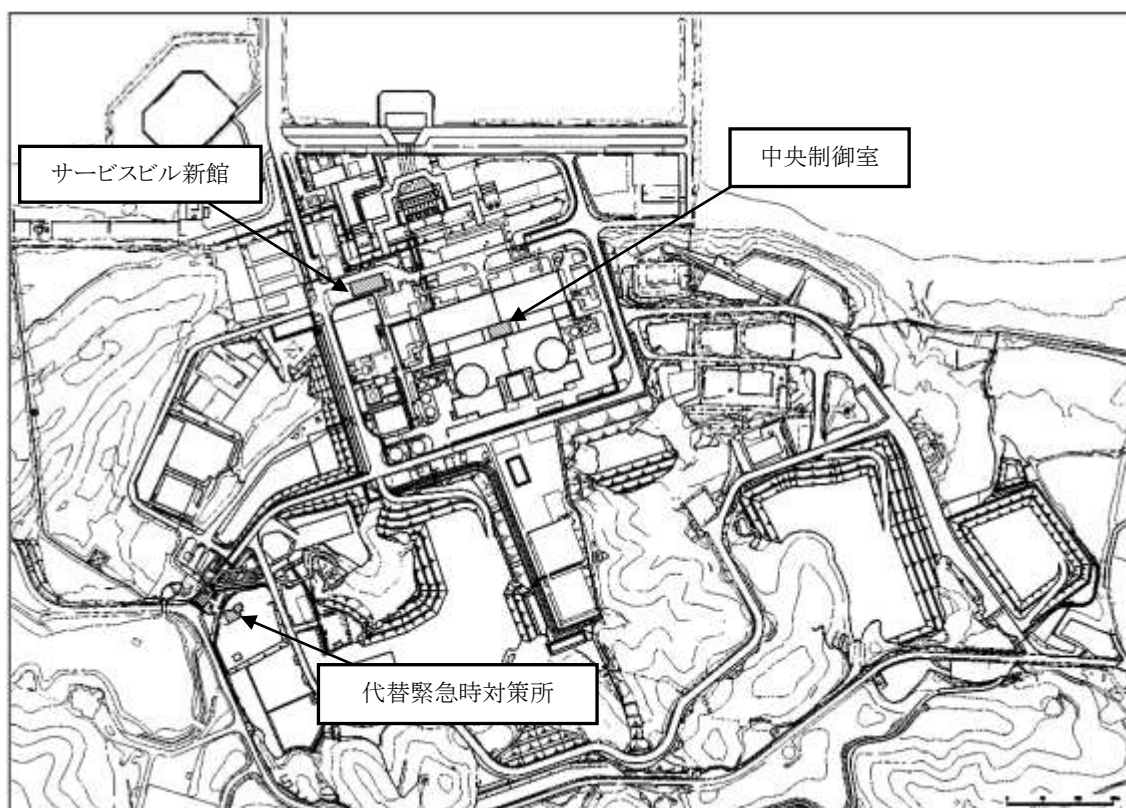 中央制御室
サービスビル新館
代替緊急時対策所